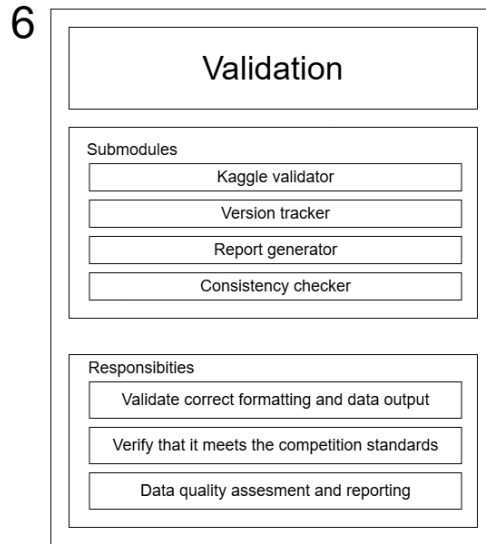 6
Validation
Submodules
Kaggle validator
Version tracker
Report generator
Consistency checker
Responsibities
Validate correct formatting and data output
Verify that it meets the competition standards
Data quality assesment and reporting